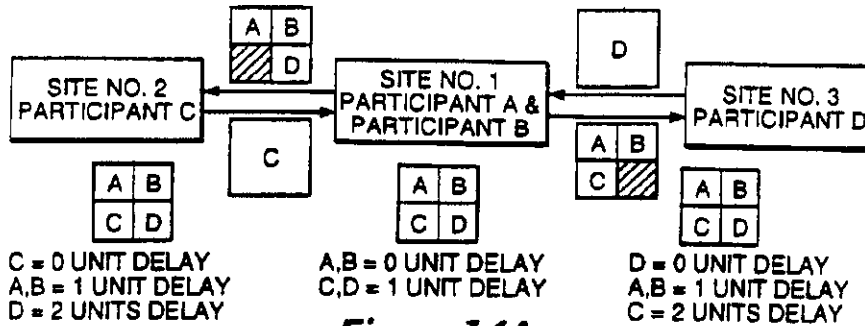 A B
D
D
SITE NO. 2
PARTICIPANT C
SITE NO. 1
PARTICIPANT A &
PARTICIPANT B
SITE NO. 3
PARTICIPANT D
C
A B
C
A B
C D
A B
C D
A B
C D
C = 0 UNIT DELAY
A,B = 1 UNIT DELAY
D = 2 UNITS DELAY
A,B = 0 UNIT DELAY
C,D = 1 UNIT DELAY
D = 0 UNIT DELAY
A,B = 1 UNIT DELAY
C = 2 UNITS DELAY